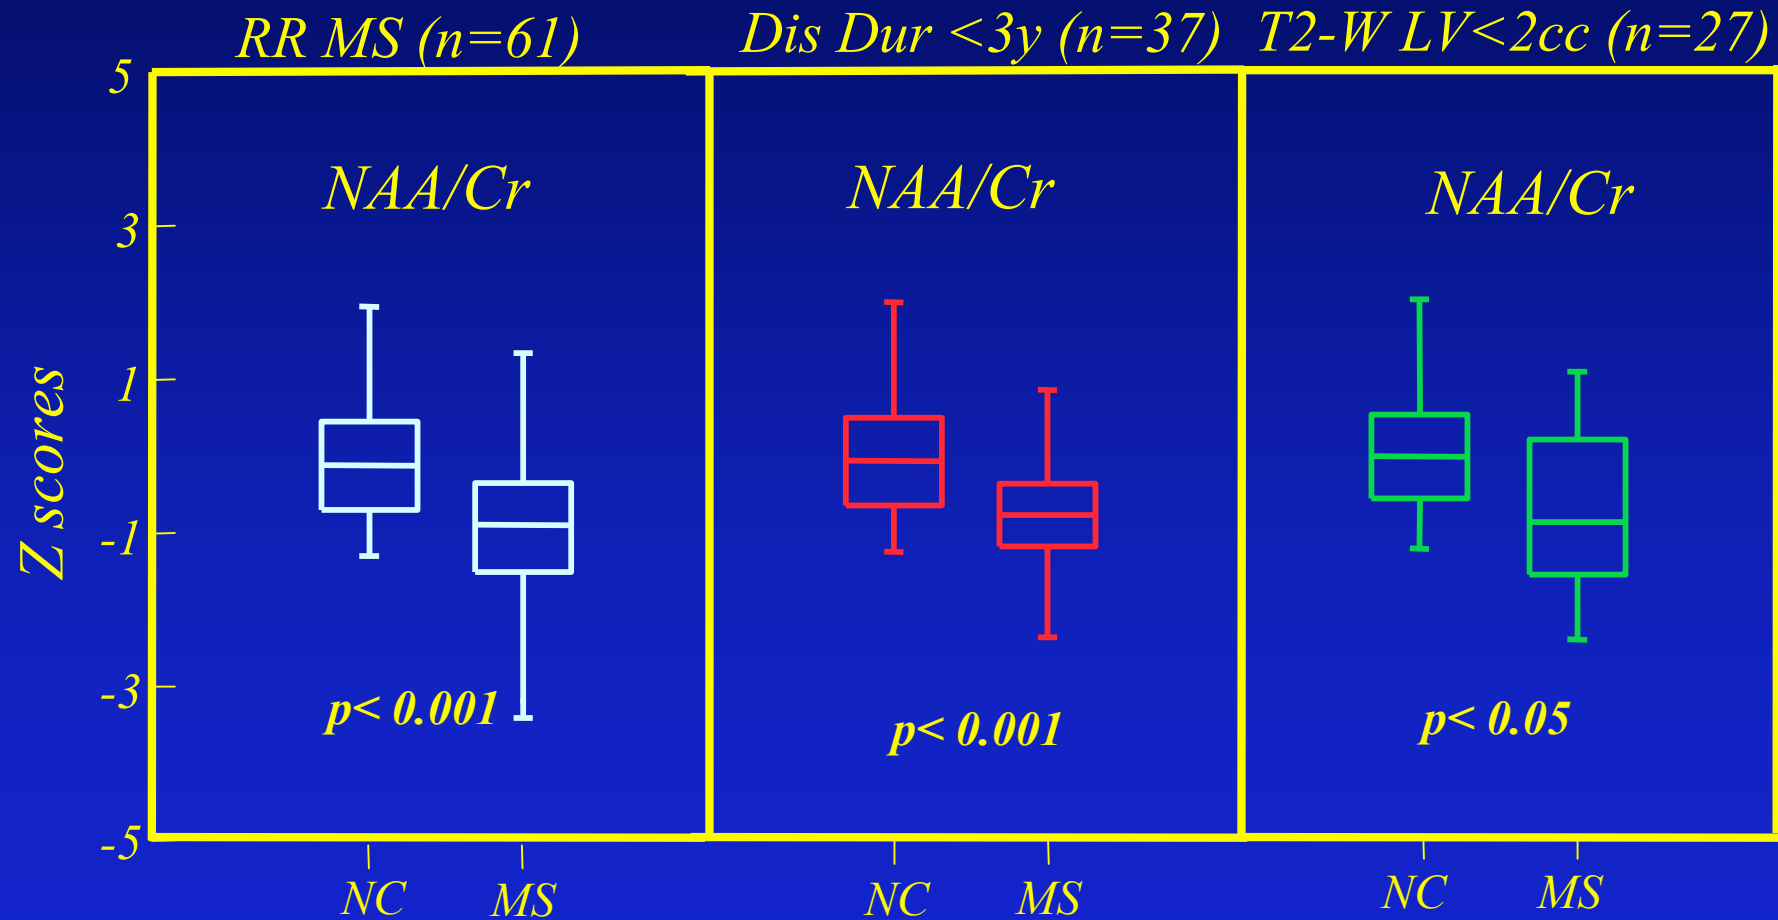 RR MS (n=61)
Dis Dur <3y (n=37)
T2-W LV<2cc (n=27)
5
3
1
-1
-3
-5
Z scores
NAA/Cr
NAA/Cr
NAA/Cr
p< 0.001
p< 0.001
p< 0.05
NC
MS
NC
MS
NC
MS